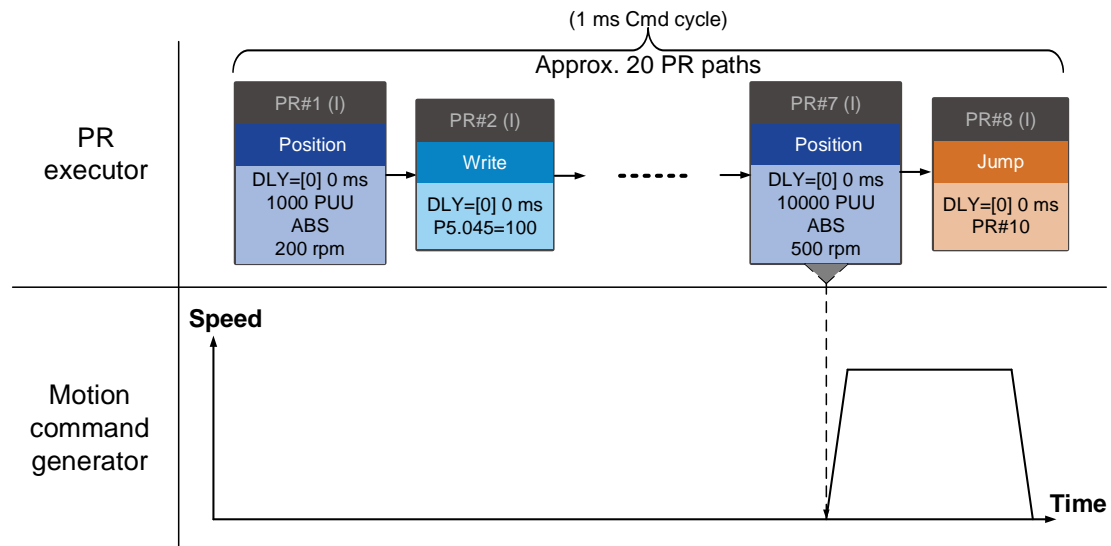 (1 ms Cmd cycle)
Approx. 20 PR paths
PR
executor
PR#1 (I)
Position
DLY=[0] 0 ms
1000 PUU
ABS
200 rpm
PR#2 (I)
Write
DLY=[0] 0 ms
P5.045=100
PR#7 (I)
Position
DLY=[0] 0 ms
10000 PUU
ABS
500 rpm
PR#8 (I)
Jump
DLY=[0] 0 ms
PR#10
Motion
command
generator
Speed
Time